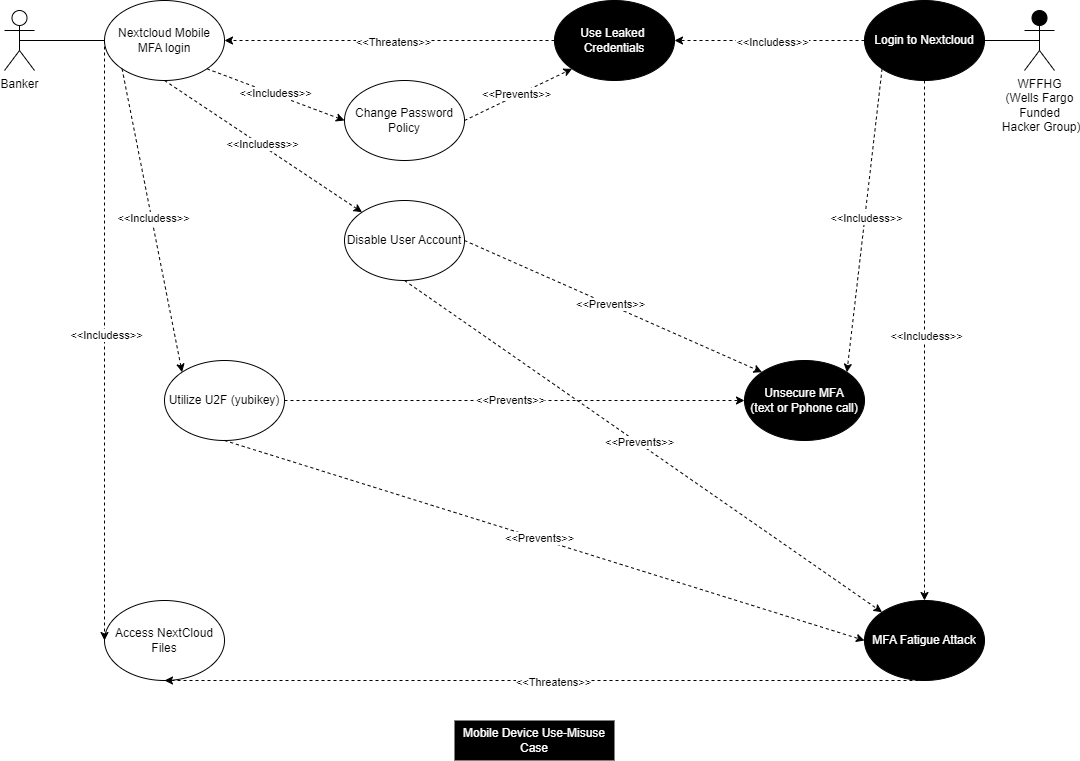 Nextcloud Mobile
MFA login
Banker
<<Threatens>>
Use Leaked
Credentials
<<Includess>>
Login to Nextcloud
WFFHG
(Wells Fargo
Funded
Hacker Group)
<<Includess>>
Change Password
Policy
<<Prevents>>
<<Includess>>
<<Includess>>
<<Includess>>
Disable User Account
<<Prevents>>
<<Includess>>
<<Includess>>
Utilize U2F (yubikey)
<<Prevents>>
Unsecure MFA
(text or Pphone call)
<<Prevents>>
<<Prevents>>
Access NextCloud
Files
MFA Fatigue Attack
<<Threatens>>
Mobile Device Use-Misuse
Case